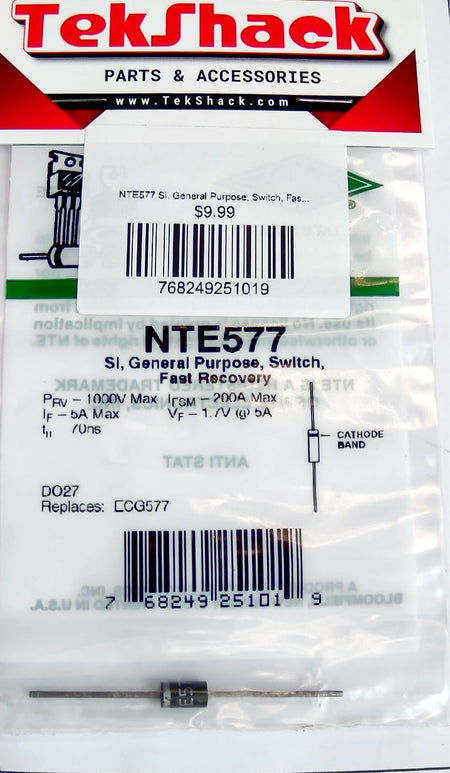 TekShack
PARTS & ACCESSORIES
www.TekShack.com
NTE577 SI, General Purpose, Switch, Fas...
$9.99
768249251019
NTE577
SI, General Purpose, Switch,
Fast Recovery
PRV – 1000V Max IFSM – 200A Max
IF – 5A Max VF – 1.7V @ 5A
70ns
CATHODE
BAND
ANTI STAT
DO27
Replaces: ECG577
7 68249 25101 9